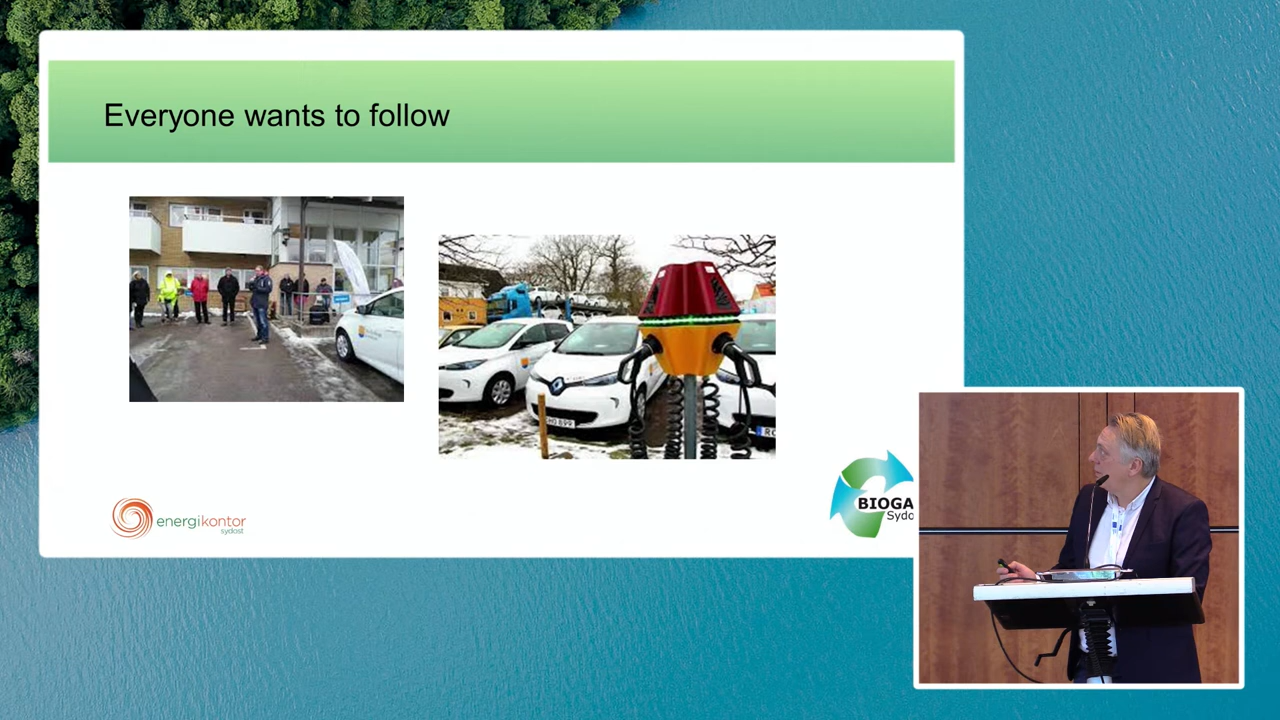 Everyone wants to follow
energikontor
sydost
BIOGA
Sydo